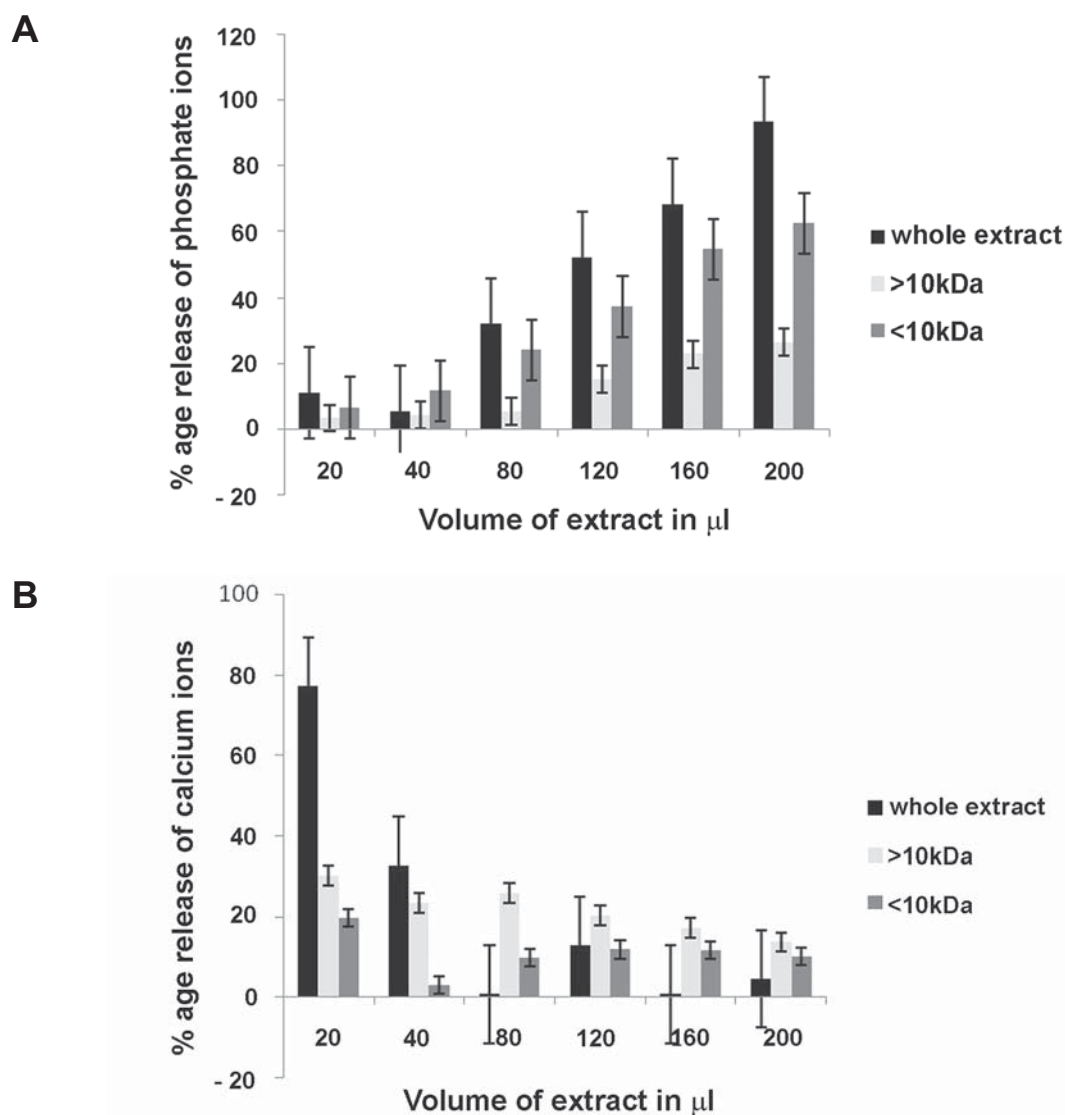 A
% age release of phosphate ions
120
100
80
60
40
20
0
- 20
20 40 80 120 160 200
Volume of extract in μl
whole extract
>10kDa
<10kDa
B
% age release of calcium ions
100
80
60
40
20
0
- 20
20 40 80 120 160 200
Volume of extract in μl
whole extract
>10kDa
<10kDa